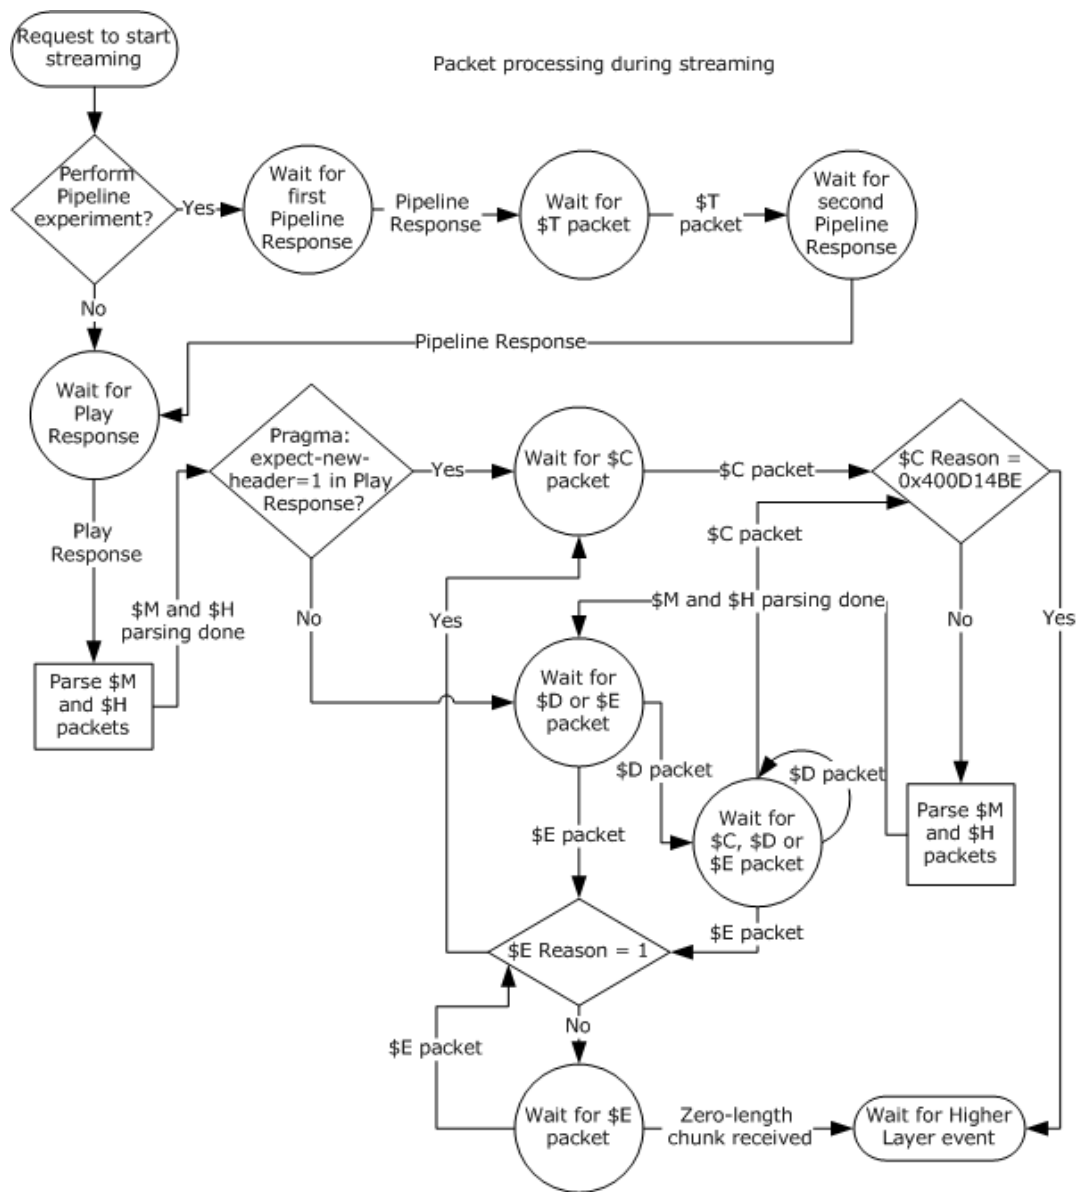 Request to start
streaming
Packet processing during streaming
Perform
Pipeline
experiment?
Yes
Wait for
first
Pipeline
Response
Pipeline
Response
Wait for
$T packet
$T
packet
Wait for
second
Pipeline
Response
No
Pipeline Response
Wait for
Play
Response
Pragma:
expect-new-
header=1 in Play
Response?
Yes
Wait for $C
packet
$C packet
$C Reason =
0x400D14BE
Yes
Play
Response
$C packet
$M and $H
parsing done
No
Yes
$M and $H parsing done
No
Yes
Parse $M
and $H
packets
Wait for
$D or $E
packet
$D packet
$D packet
Wait for
$C, $D or
$E packet
Parse $M
and $H
packets
$E packet
$E packet
$E Reason = 1
No
$E packet
Wait for $E
packet
Zero-length
chunk received
Wait for Higher
Layer event